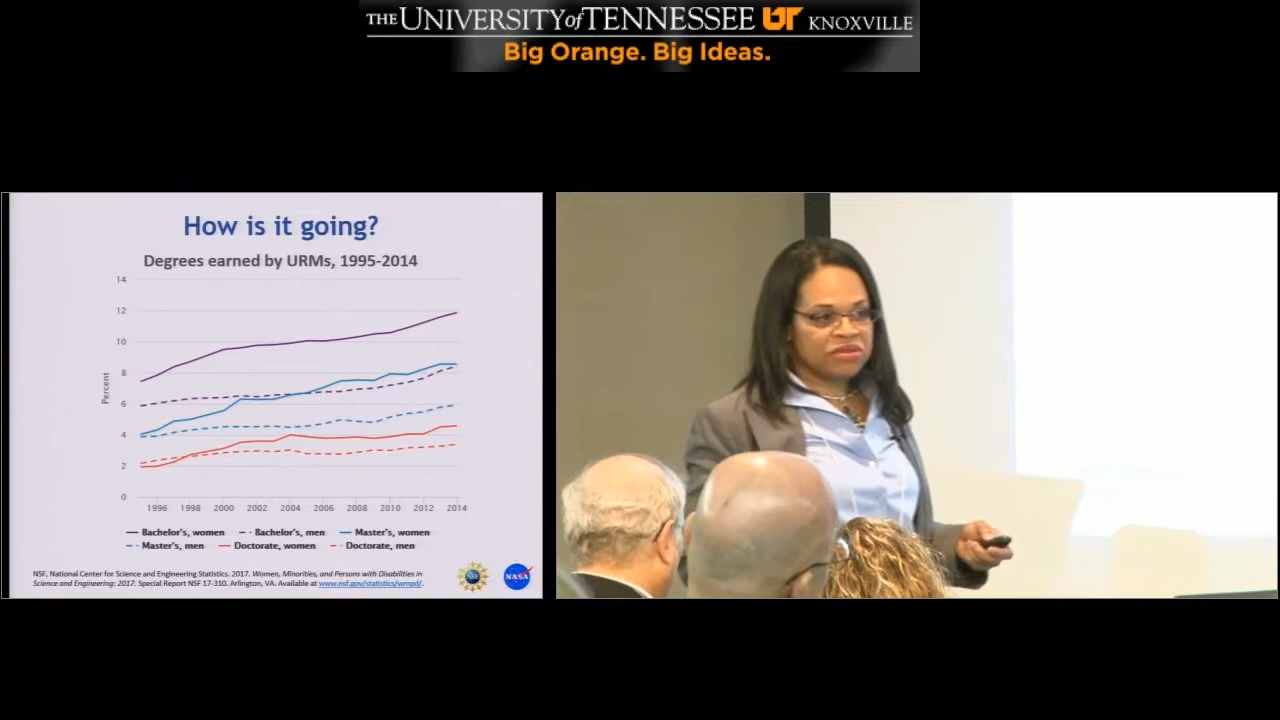 THE UNIVERSITY of TENNESSEE UT KNOXVILLE
Big Orange. Big Ideas.
How is it going?
Degrees earned by URMs, 1995-2014
14
12
10
8
6
4
2
0
Percent
1996 1998 2000 2002 2004 2006 2008 2010 2012 2014
Bachelor's, women Bachelor's, men Master's, women
Master's, men Doctorate, women Doctorate, men
NSF, National Center for Science and Engineering Statistics. 2017. Women, Minorities, and Persons with Disabilities in
Science and Engineering: 2017. Special Report NSF 17-310. Arlington, VA. Available at www.nsf.gov/statistics/wmpd/.
NSF
NASA